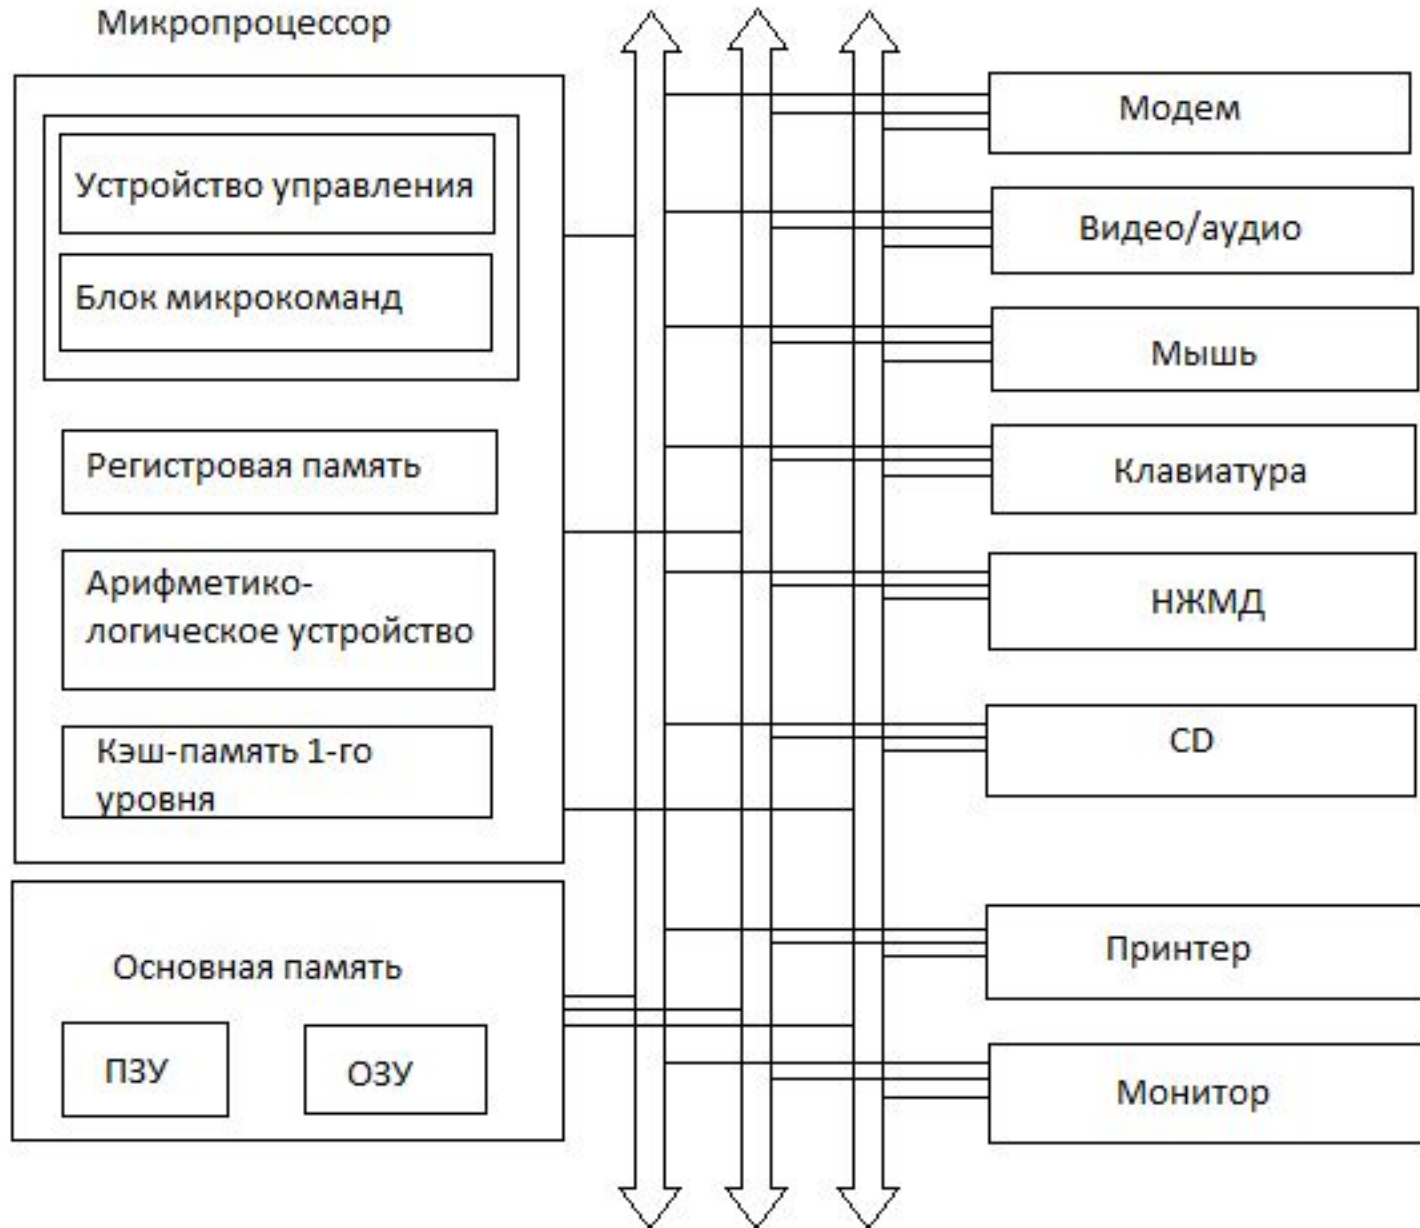 Микропроцессор
Устройство управления
Блок микрокоманд
Регистровая память
Арифметико-
логическое устройство
Кэш-память 1-го
уровня
Основная память
ПЗУ
ОЗУ
Модем
Видео/аудио
Мышь
Клавиатура
НЖМД
CD
Принтер
Монитор